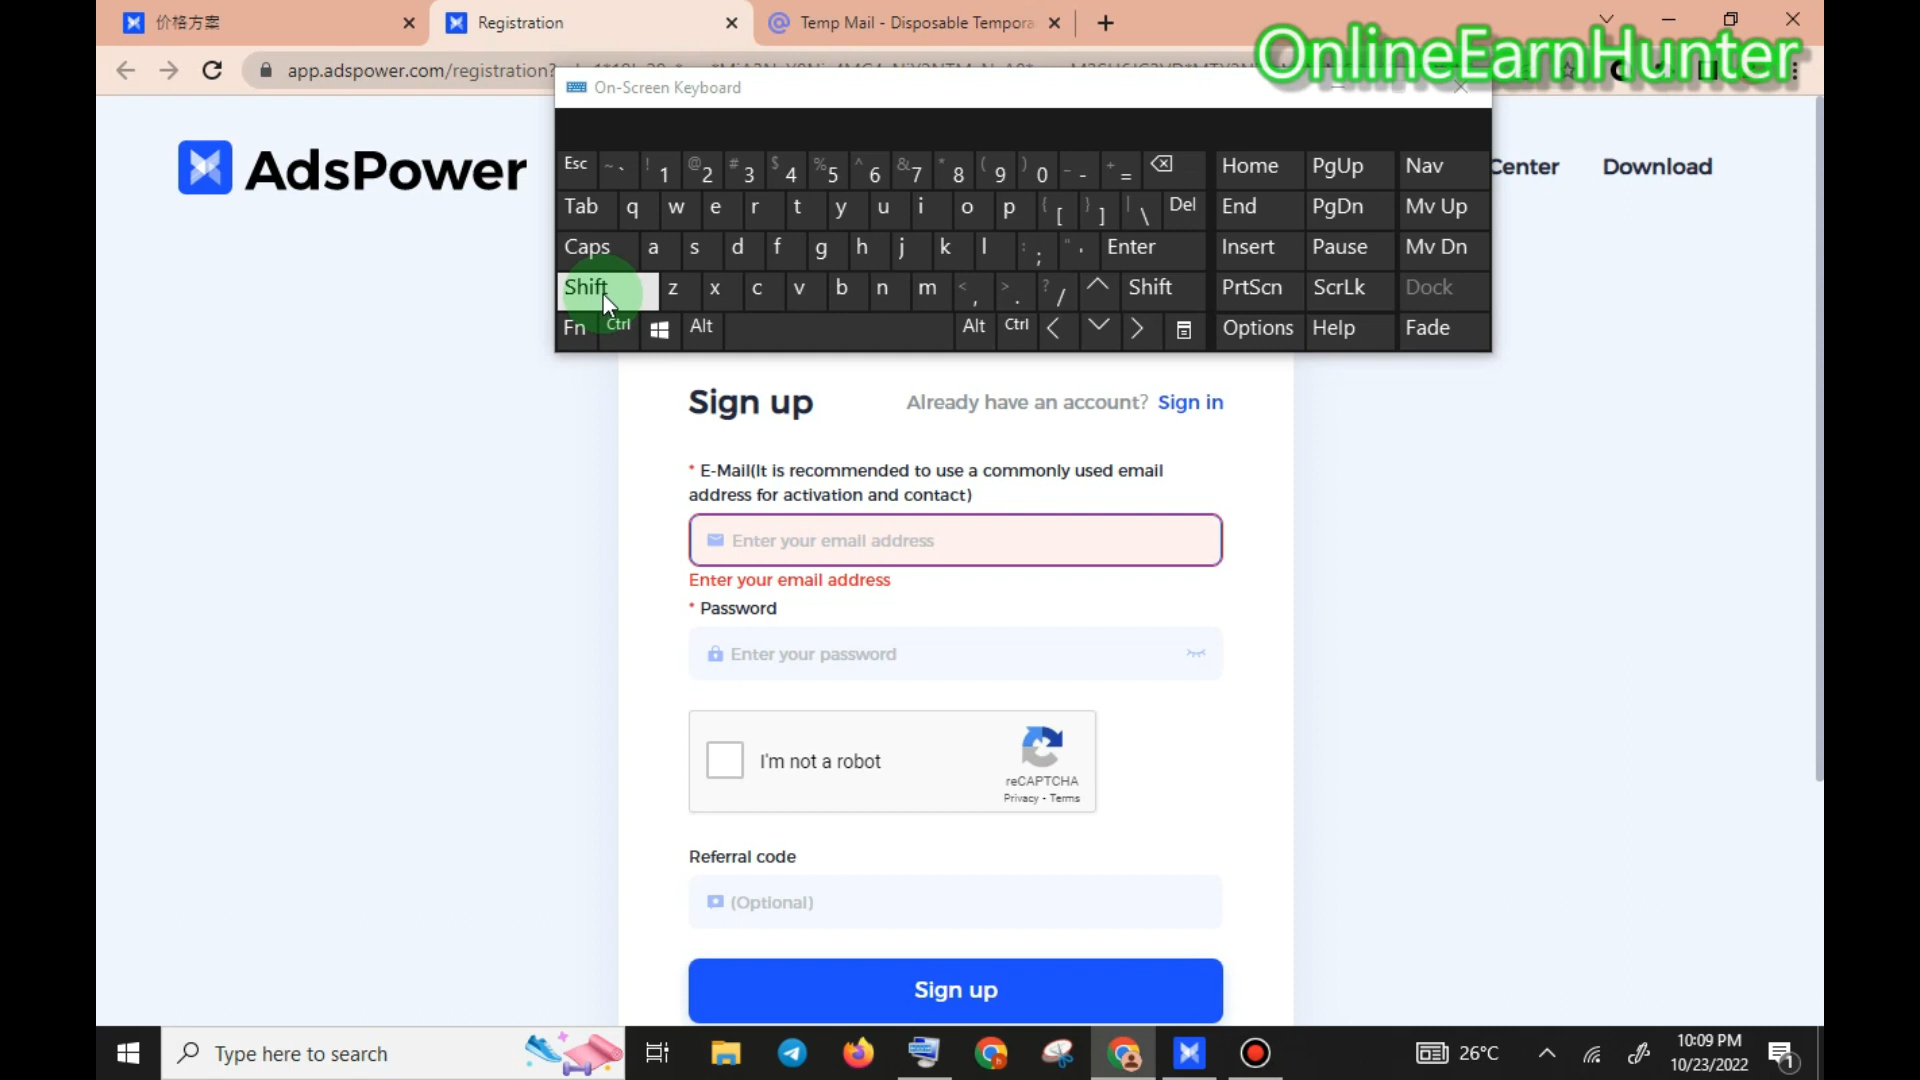 价格方案
Registration
Temp Mail - Disposable Tempora
OnlineEarnHunter
app.adspower.com/registration?
On-Screen Keyboard
AdsPower
Center
Download
Esc ~ ` ! 1 @ 2 # 3 $ 4 % 5 ^ 6 & 7 * 8 ( 9 ) 0 _ - + = Home PgUp Nav
Tab q w e r t y u i o p { [ } ] | \ Del End PgDn Mv Up
Caps a s d f g h j k l : ; " ' Enter Insert Pause Mv Dn
Shift z x c v b n m < , > . ? / Shift PrtScn ScrLk Dock
Fn Ctrl Alt Alt Ctrl Options Help Fade
Sign up
Already have an account? Sign in
* E-Mail(It is recommended to use a commonly used email
address for activation and contact)
Enter your email address
Enter your email address
* Password
Enter your password
I'm not a robot
reCAPTCHA
Privacy - Terms
Referral code
(Optional)
Sign up
Type here to search
26°C
10:09 PM
10/23/2022
1